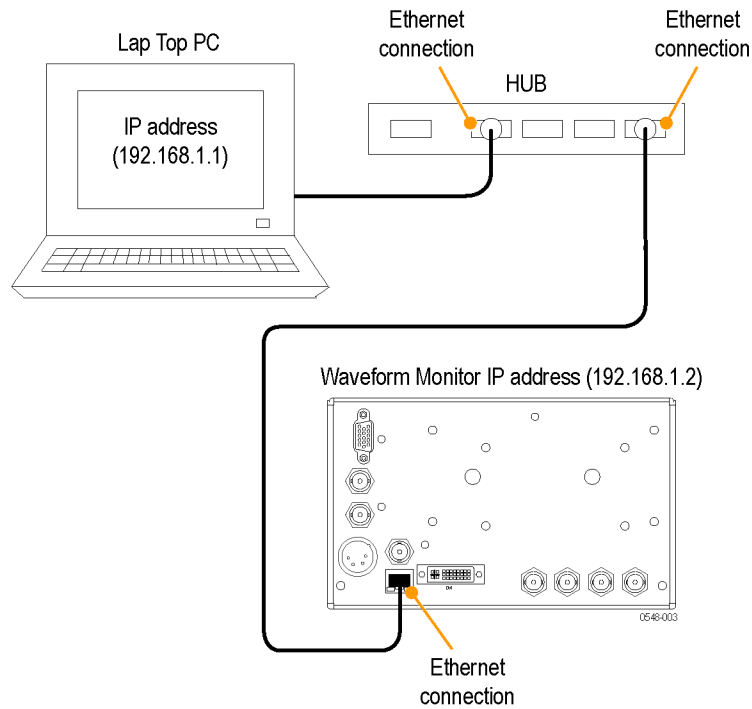 Ethernet
connection
Ethernet
connection
Lap Top PC
HUB
IP address
(192.168.1.1)
Waveform Monitor IP address (192.168.1.2)
0548-003
Ethernet
connection